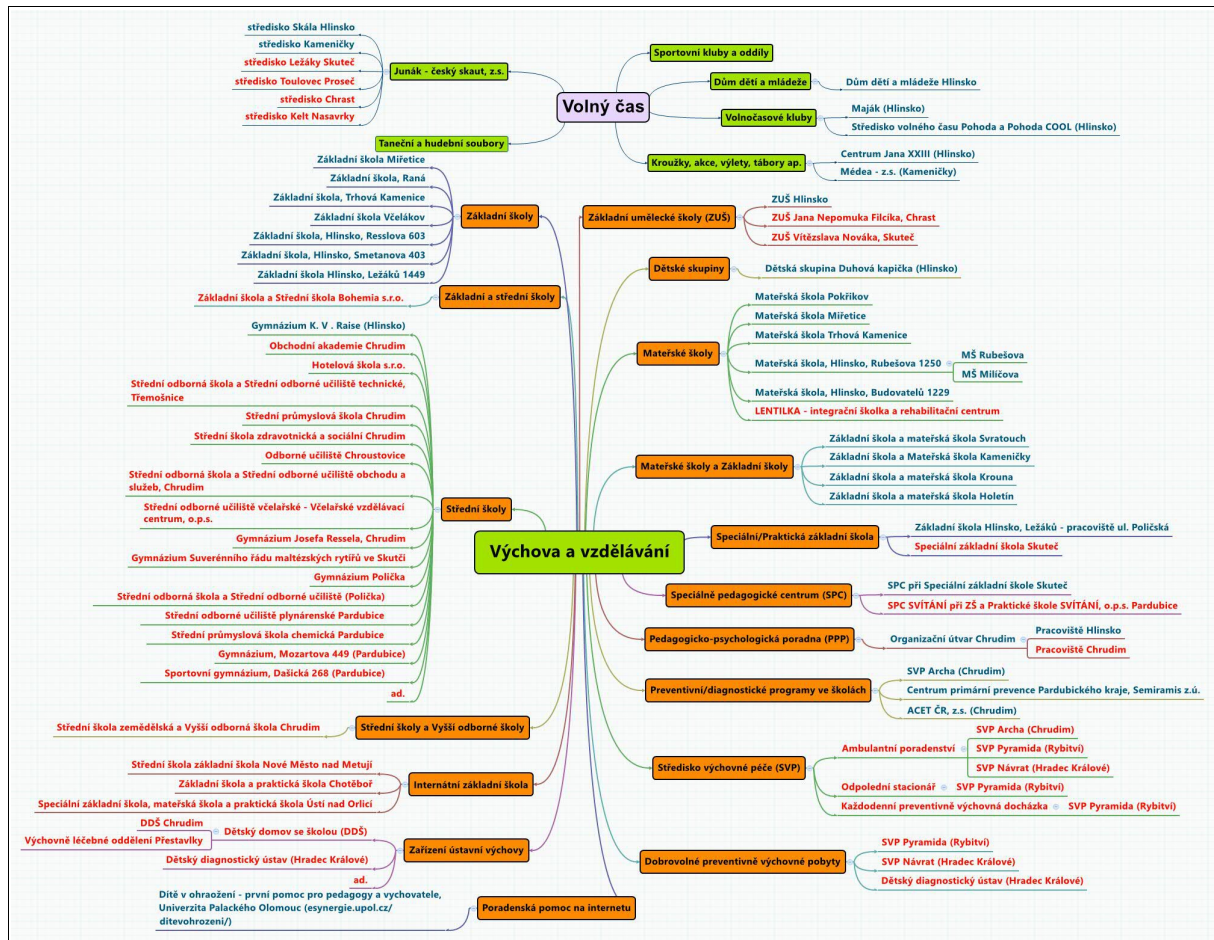 Volný čas
Junák - český skaut, z.s.
středisko Skála Hlinsko
středisko Kameničky
středisko Ležáky Skuteč
středisko Toulovec Proseč
středisko Chrast
středisko Kelt Nasavrky
Taneční a hudební soubory
Sportovní kluby a oddíly
Dům dětí a mládeže
Dům dětí a mládeže Hlinsko
Volnočasové kluby
Maják (Hlinsko)
Středisko volného času Pohoda a Pohoda COOL (Hlinsko)
Kroužky, akce, výlety, tábory ap.
Centrum Jana XXIII (Hlinsko)
Médea - z.s. (Kameničky)
Výchova a vzdělávání
Základní školy
Základní škola Miřetice
Základní škola, Raná
Základní škola, Trhová Kamenice
Základní škola Včelákov
Základní škola, Hlinsko, Resslova 603
Základní škola, Hlinsko, Smetanova 403
Základní škola Hlinsko, Ležáků 1449
Základní a střední školy
Základní škola a Střední škola Bohemia s.r.o.
Střední školy
Gymnázium K. V . Raise (Hlinsko)
Obchodní akademie Chrudim
Hotelová škola s.r.o.
Střední odborná škola a Střední odborné učiliště technické,
Třemošnice
Střední průmyslová škola Chrudim
Střední škola zdravotnická a sociální Chrudim
Odborné učiliště Chroustovice
Střední odborná škola a Střední odborné učiliště obchodu a
služeb, Chrudim
Střední odborné učiliště včelařské - Včelařské vzdělávací
centrum, o.p.s.
Gymnázium Josefa Ressela, Chrudim
Gymnázium Suverénního řádu maltézských rytířů ve Skutči
Gymnázium Polička
Střední odborná škola a Střední odborné učiliště (Polička)
Střední odborné učiliště plynárenské Pardubice
Střední průmyslová škola chemická Pardubice
Gymnázium, Mozartova 449 (Pardubice)
Sportovní gymnázium, Dašická 268 (Pardubice)
ad.
Střední školy a Vyšší odborné školy
Střední škola zemědělská a Vyšší odborná škola Chrudim
Internátní základní škola
Střední škola základní škola Nové Město nad Metují
Základní škola a praktická škola Chotěboř
Speciální základní škola, mateřská škola a praktická škola Ústí nad Orlicí
Zařízení ústavní výchovy
Dětský domov se školou (DDŠ)
DDŠ Chrudim
Výchovně léčebné oddělení Přestavlky
Dětský diagnostický ústav (Hradec Králové)
ad.
Poradenská pomoc na internetu
Dítě v ohraožení - první pomoc pro pedagogy a vychovatele,
Univerzita Palackého Olomouc (esynergie.upol.cz/
ditevohrozeni/)
Základní umělecké školy (ZUŠ)
ZUŠ Hlinsko
ZUŠ Jana Nepomuka Filcíka, Chrast
ZUŠ Vítězslava Nováka, Skuteč
Dětské skupiny
Dětská skupina Duhová kapička (Hlinsko)
Mateřské školy
Mateřská škola Pokřikov
Mateřská škola Miřetice
Mateřská škola Trhová Kamenice
Mateřská škola, Hlinsko, Rubešova 1250
MŠ Rubešova
MŠ Milíčova
Mateřská škola, Hlinsko, Budovatelů 1229
LENTILKA - integrační školka a rehabilitační centrum
Mateřské školy a Základní školy
Základní škola a mateřská škola Svratouch
Základní škola a Mateřská škola Kameničky
Základní škola a mateřská škola Krouna
Základní škola a mateřská škola Holetín
Speciální/Praktická základní škola
Základní škola Hlinsko, Ležáků - pracoviště ul. Poličská
Speciální základní škola Skuteč
Speciálně pedagogické centrum (SPC)
SPC při Speciální základní škole Skuteč
SPC SVÍTÁNÍ při ZŠ a Praktické škole SVÍTÁNÍ, o.p.s. Pardubice
Pedagogicko-psychologická poradna (PPP)
Organizační útvar Chrudim
Pracoviště Hlinsko
Pracoviště Chrudim
Preventivní/diagnostické programy ve školách
SVP Archa (Chrudim)
Centrum primární prevence Pardubického kraje, Semiramis z.ú.
ACET ČR, z.s. (Chrudim)
Středisko výchovné péče (SVP)
Ambulantní poradenství
SVP Archa (Chrudim)
SVP Pyramida (Rybitví)
SVP Návrat (Hradec Králové)
Odpolední stacionář
SVP Pyramida (Rybitví)
Každodenní preventivně výchovná docházka
SVP Pyramida (Rybitví)
Dobrovolné preventivně výchovné pobyty
SVP Pyramida (Rybitví)
SVP Návrat (Hradec Králové)
Dětský diagnostický ústav (Hradec Králové)